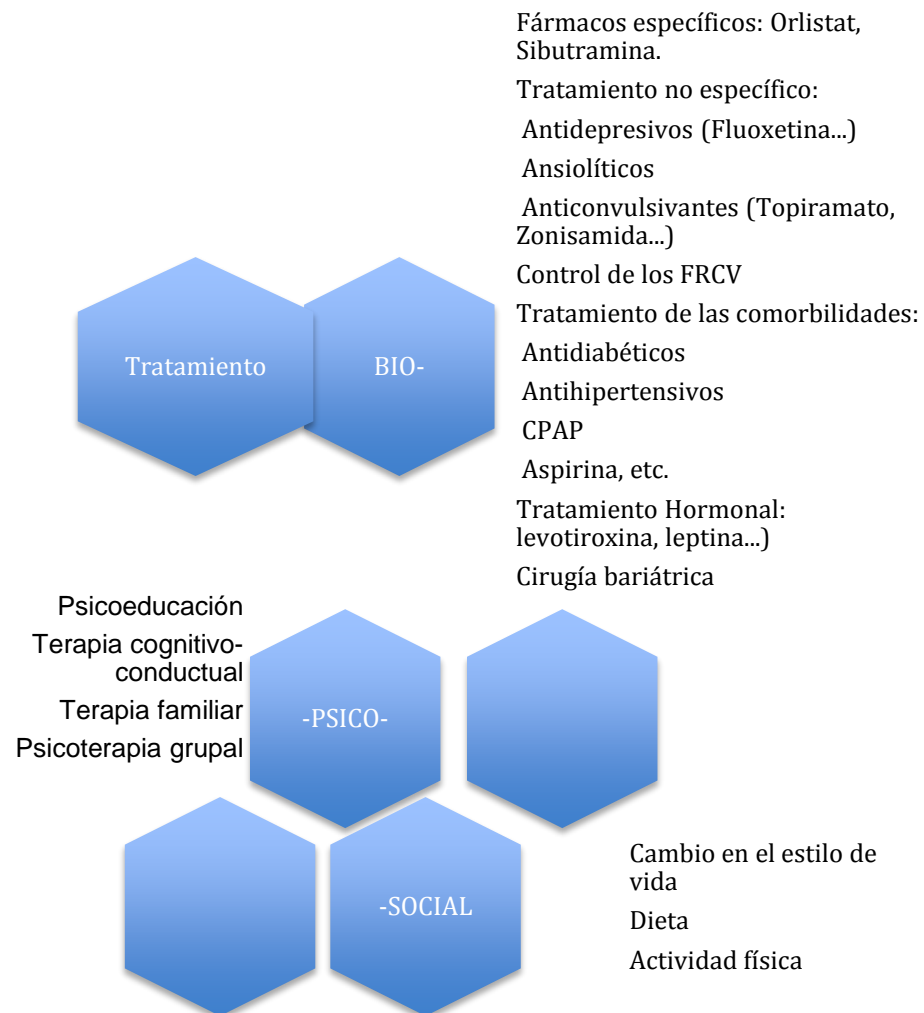 Fármacos específicos: Orlistat,
Sibutramina.
Tratamiento no específico:
Antidepresivos (Fluoxetina...)
Ansiolíticos
Anticonvulsivantes (Topiramato,
Zonisamida...)
Control de los FRCV
Tratamiento de las comorbilidades:
Antidiabéticos
Antihipertensivos
CPAP
Aspirina, etc.
Tratamiento Hormonal:
levotiroxina, leptina...)
Cirugía bariátrica
Tratamiento
BIO-
Psicoeducación
Terapia cognitivo-
conductual
Terapia familiar
Psicoterapia grupal
-PSICO-
-SOCIAL
Cambio en el estilo de
vida
Dieta
Actividad física